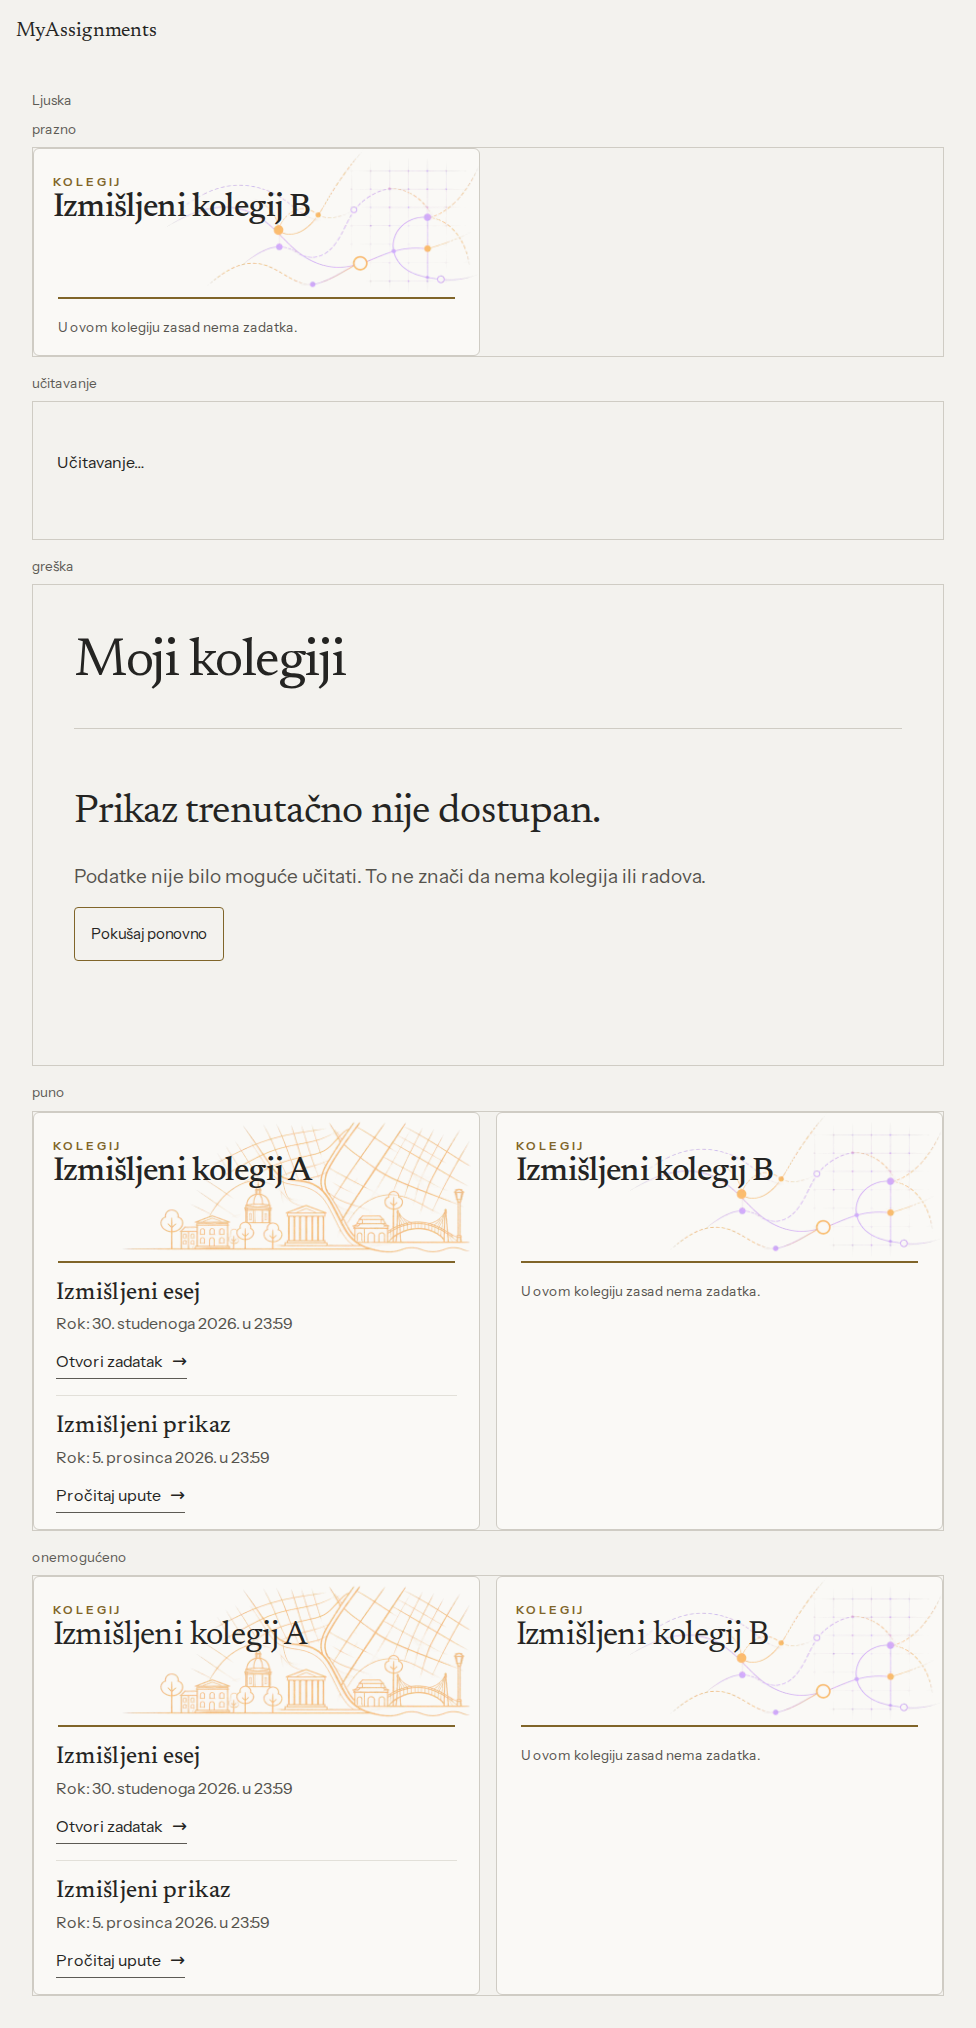 MyAssignments
Ljuska
prazno
KOLEGIJ
Izmišljeni kolegij B
U ovom kolegiju zasad nema zadatka.
učitavanje
Učitavanje…
greška
Moji kolegiji
Prikaz trenutačno nije dostupan.
Podatke nije bilo moguće učitati. To ne znači da nema kolegija ili radova.
Pokušaj ponovno
puno
KOLEGIJ
Izmišljeni kolegij A
Izmišljeni esej
Rok: 30. studenoga 2026. u 23:59
Otvori zadatak →
Izmišljeni prikaz
Rok: 5. prosinca 2026. u 23:59
Pročitaj upute →
KOLEGIJ
Izmišljeni kolegij B
U ovom kolegiju zasad nema zadatka.
onemogućeno
KOLEGIJ
Izmišljeni kolegij A
Izmišljeni esej
Rok: 30. studenoga 2026. u 23:59
Otvori zadatak →
Izmišljeni prikaz
Rok: 5. prosinca 2026. u 23:59
Pročitaj upute →
KOLEGIJ
Izmišljeni kolegij B
U ovom kolegiju zasad nema zadatka.